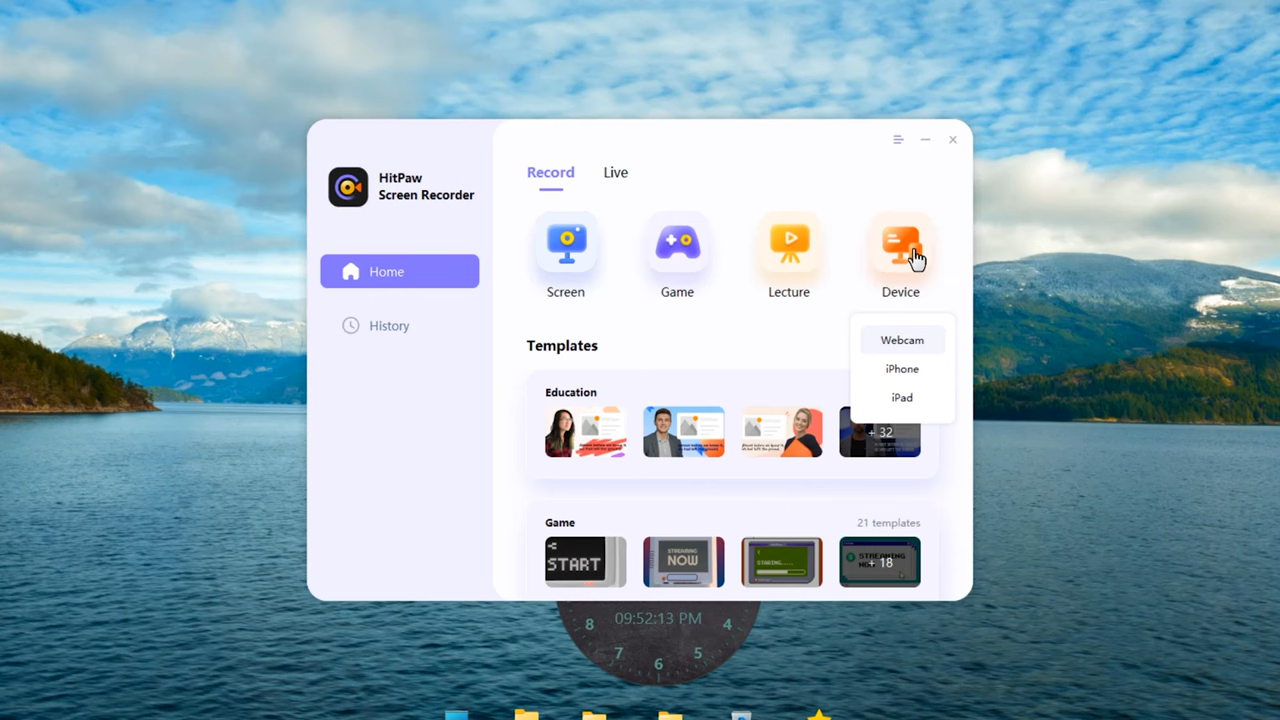 HitPaw
Screen Recorder
Home
History
Record
Live
Screen
Game
Lecture
Device
Webcam
iPhone
iPad
Templates
Education
+ 32
Game
21 templates
START
STREAMING
NOW
+ 18
09:52:13 PM
8
4
7
5
6